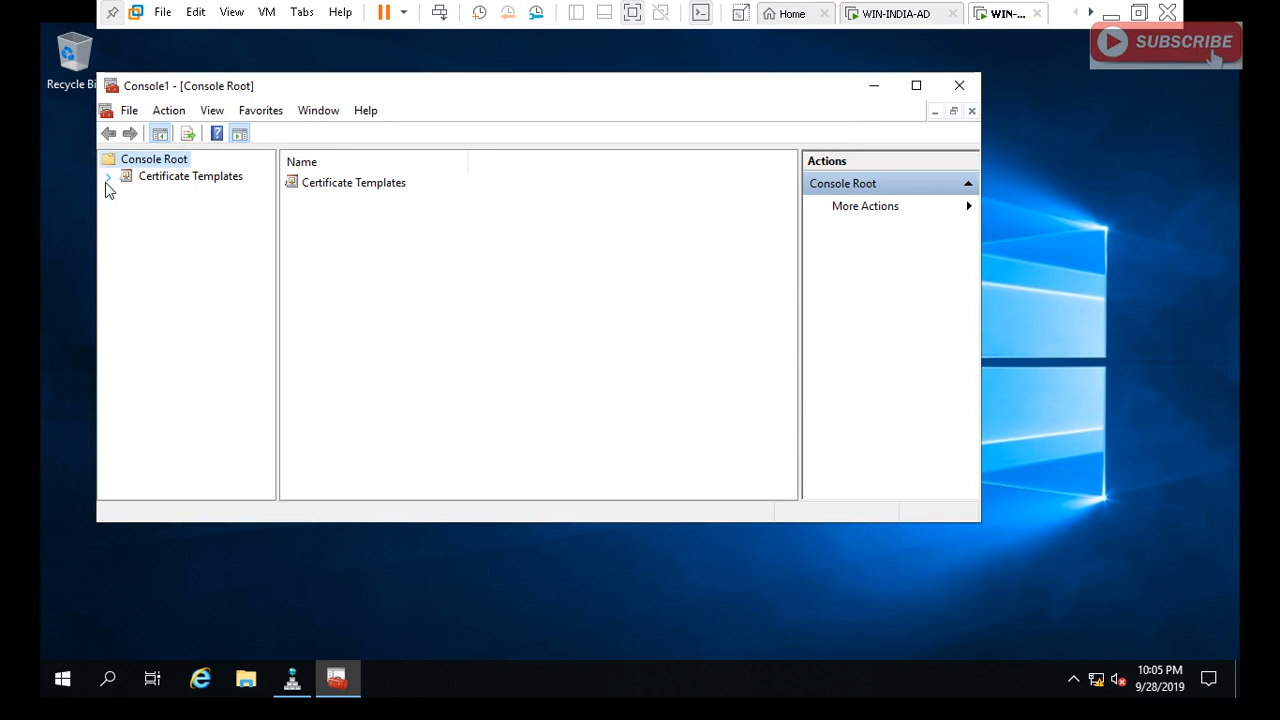 File Edit View VM Tabs Help Home WIN-INDIA-AD WIN-...
SUBSCRIBE
Recycle Bi
Console1 - [Console Root]
File Action View Favorites Window Help
Console Root
Certificate Templates
Name
Certificate Templates
Actions
Console Root
More Actions
10:05 PM
9/28/2019